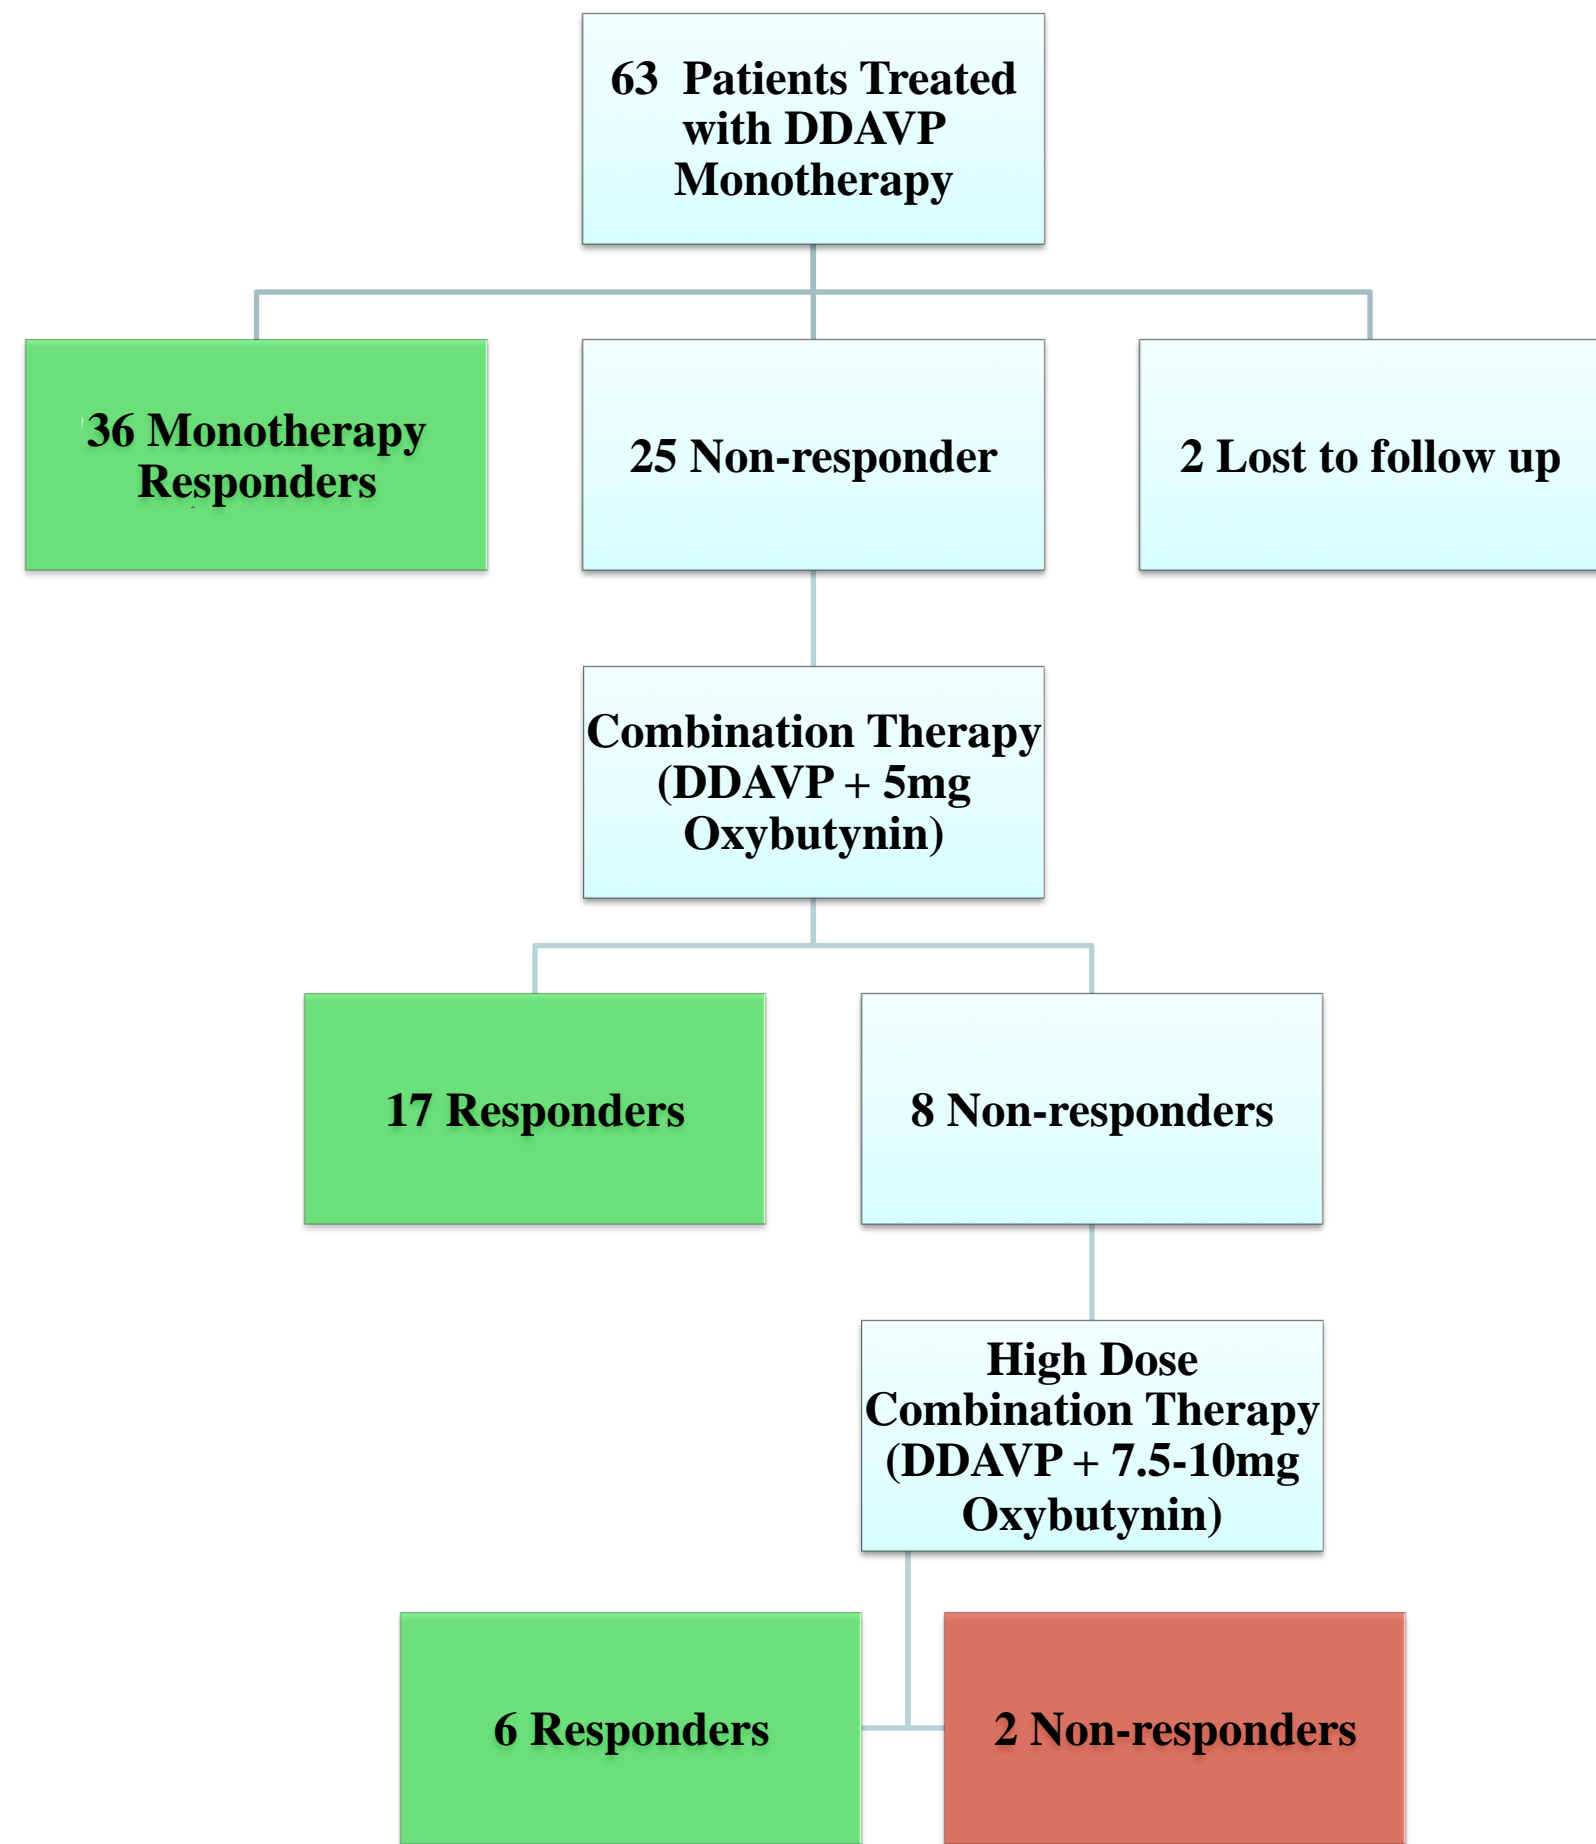 63 Patients Treated
with DDAVP
Monotherapy
36 Monotherapy
Responders
25 Non-responder
2 Lost to follow up
Combination Therapy
(DDAVP + 5mg
Oxybutynin)
17 Responders
8 Non-responders
High Dose
Combination Therapy
(DDAVP + 7.5-10mg
Oxybutynin)
6 Responders
2 Non-responders